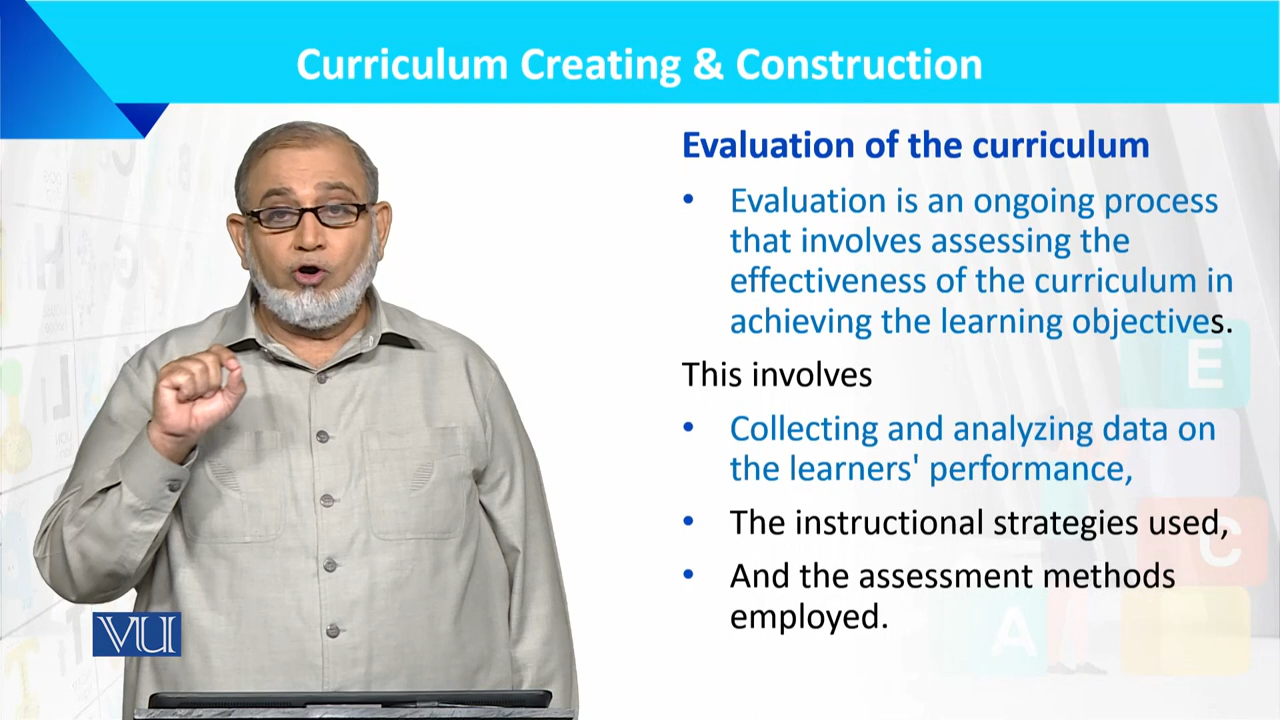 Curriculum Creating & Construction
Evaluation of the curriculum
• Evaluation is an ongoing process
that involves assessing the
effectiveness of the curriculum in
achieving the learning objectives.
This involves
• Collecting and analyzing data on
the learners' performance,
• The instructional strategies used,
• And the assessment methods
employed.
VU
E
C
A